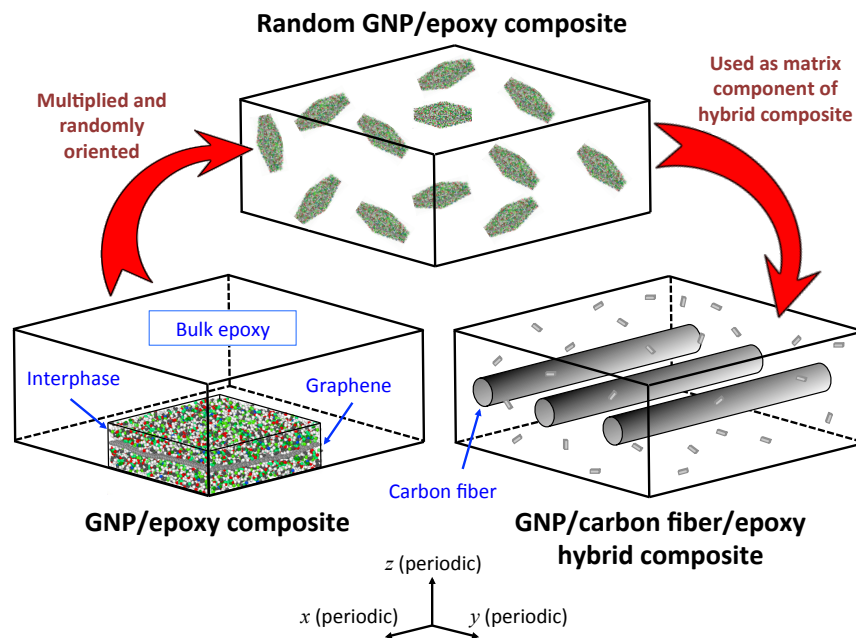 Random GNP/epoxy composite
Multiplied and
randomly
oriented
Used as matrix
component of
hybrid composite
Bulk epoxy
Interphase
Graphene
GNP/epoxy composite
Carbon fiber
GNP/carbon fiber/epoxy
hybrid composite
z (periodic)
x (periodic)
y (periodic)